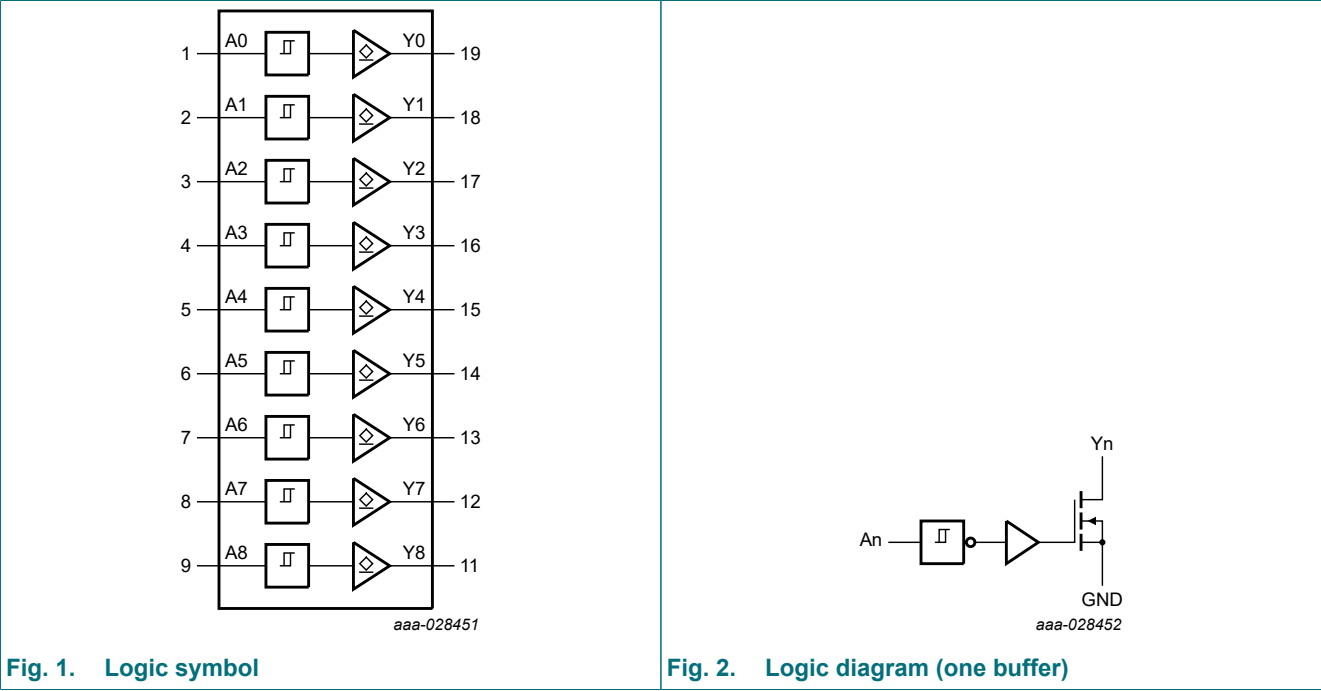 1 A0 Y0 19
2 A1 Y1 18
3 A2 Y2 17
4 A3 Y3 16
5 A4 Y4 15
6 A5 Y5 14
7 A6 Y6 13
8 A7 Y7 12
9 A8 Y8 11
aaa-028451
Fig. 1. Logic symbol
Yn
An
GND
aaa-028452
Fig. 2. Logic diagram (one buffer)